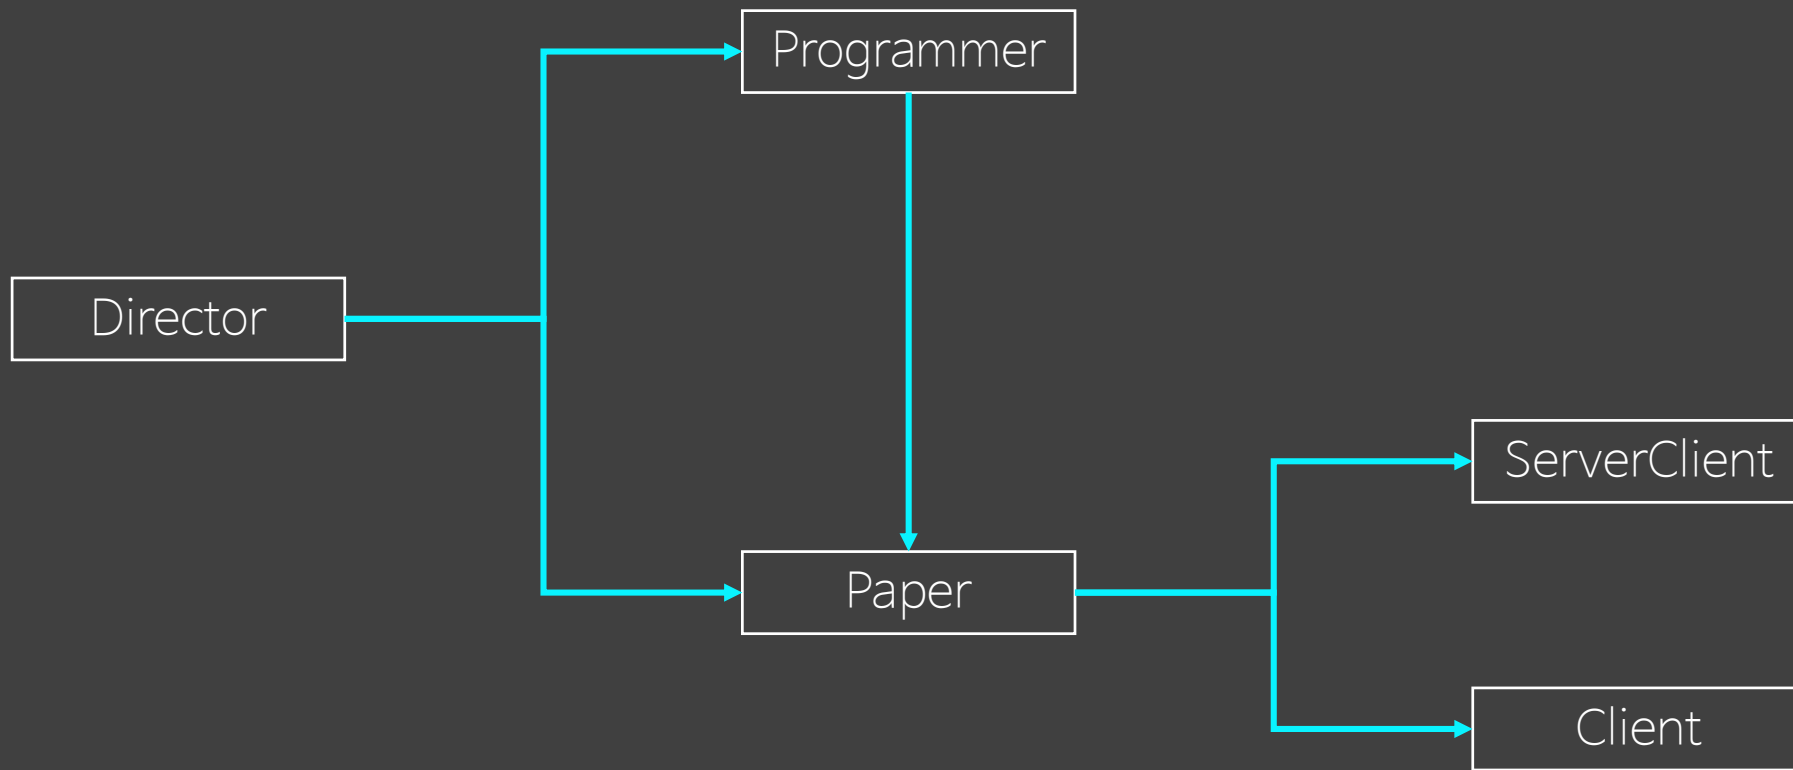 Programmer
Director
ServerClient
Paper
Client